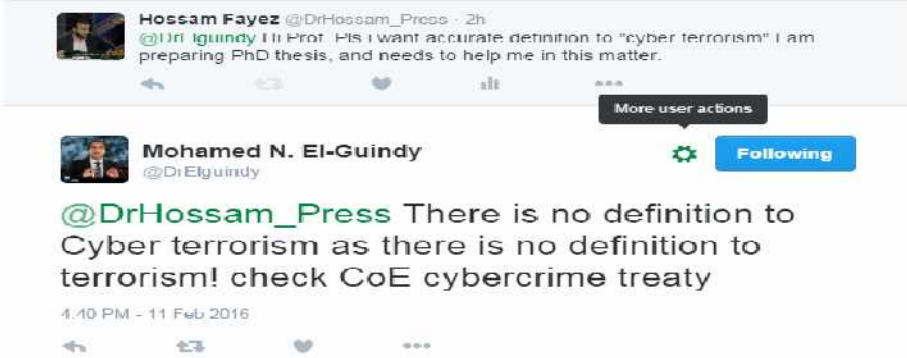 Hossam Fayez @DrHossam_Press · 2h
Prof. Pls i want accurate definition to "cyber terrorism" I am
preparing PhD thesis, and needs to help me in this matter.
More user actions
Mohamed N. El-Guindy
@DrElguindy
Following
@DrHossam_Press There is no definition to
Cyber terrorism as there is no definition to
terrorism! check CoE cybercrime treaty
4:40 PM - 11 Feb 2016